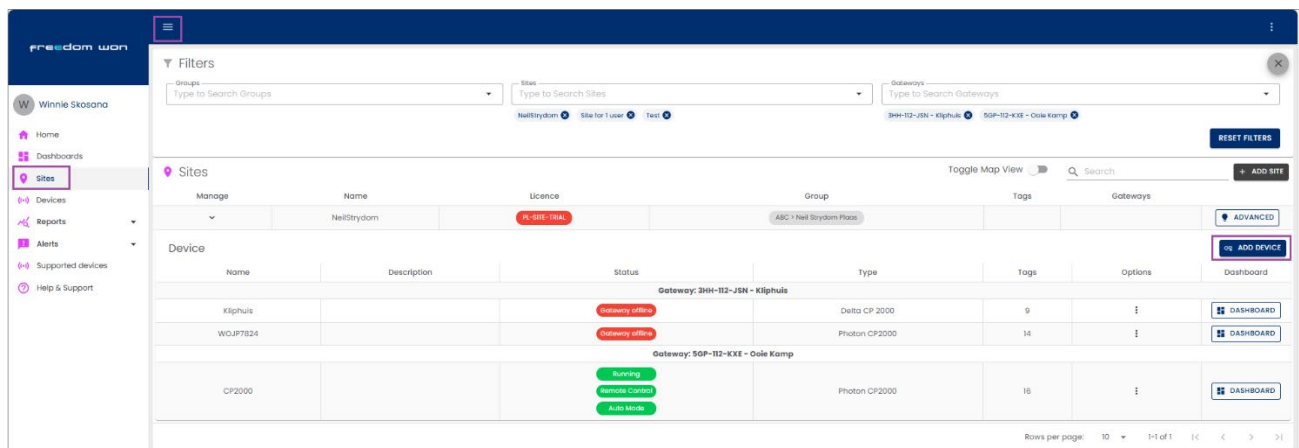 freedom won
Filters
Groups
Type to Search Groups
Sites
Type to Search Sites
Gateways
Type to Search Gateways
NeilStrydom
Site for 1 user
Test
3HH-112-JSN - Kliphuis
5GP-112-KXE - Ooie Kamp
RESET FILTERS
W Winnie Skosana
Home
Dashboards
Sites
Devices
Reports
Alerts
Supported devices
Help & Support
Sites
Toggle Map View
Search
+ ADD SITE
Manage Name Licence Group Tags Gateways
NeilStrydom PL-SITE-TRIAL ABC > Neil Strydom Plaas ADVANCED
Device
ADD DEVICE
Name Description Status Type Tags Options Dashboard
Gateway: 3HH-112-JSN - Kliphuis
Kliphuis Gateway offline Delta CP 2000 9 DASHBOARD
WOJP7824 Gateway offline Photon CP2000 14 DASHBOARD
Gateway: 5GP-112-KXE - Ooie Kamp
Running
CP2000 Remote Control Photon CP2000 16 DASHBOARD
Auto Mode
Rows per page: 10 1-1 of 1